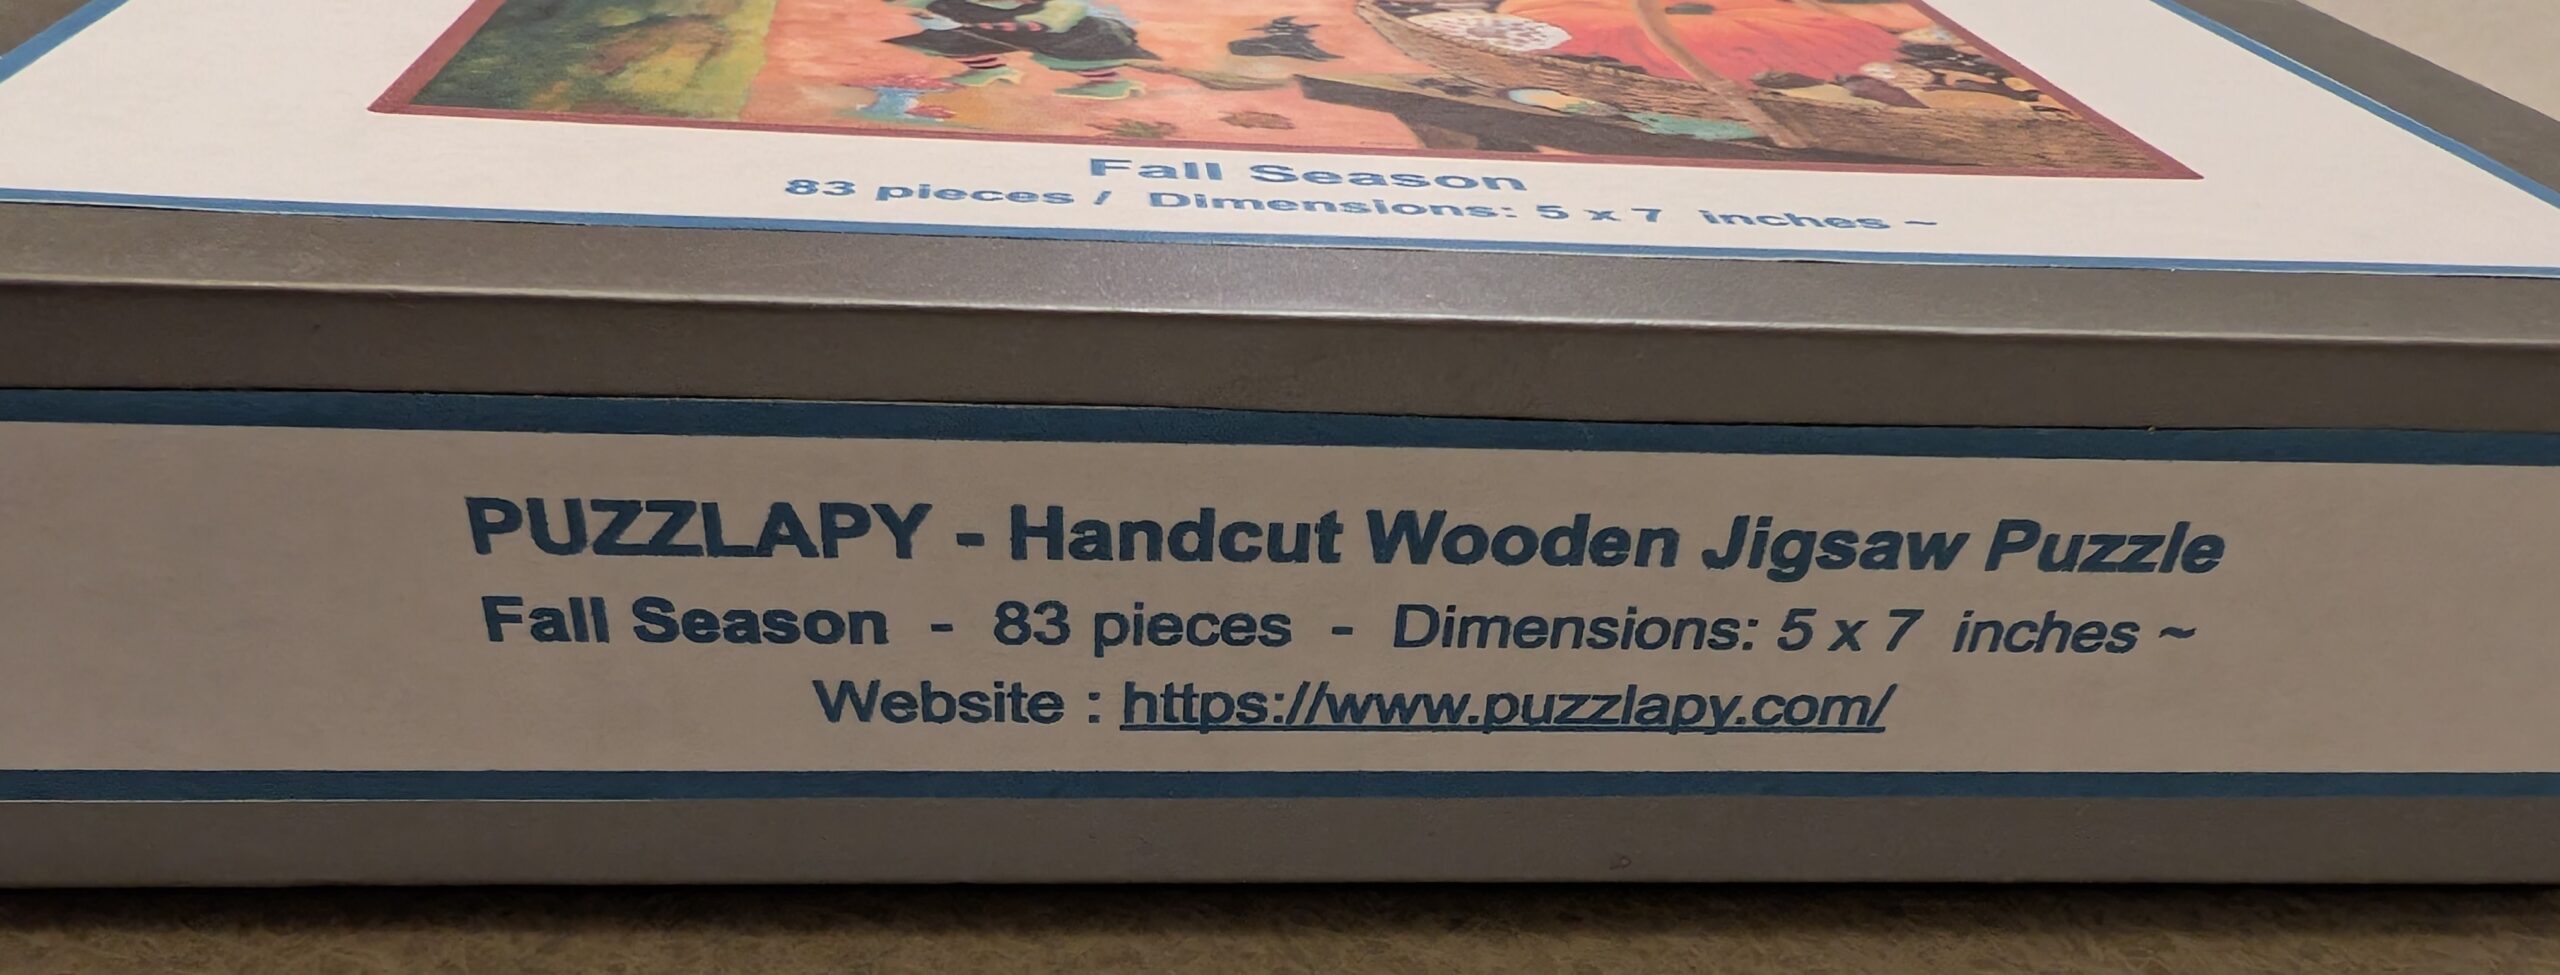 Fall Season
83 pieces / Dimensions: 5 x 7 inches ~
PUZZLAPY - Handcut Wooden Jigsaw Puzzle
Fall Season - 83 pieces - Dimensions: 5 x 7 inches ~
Website : https://www.puzzlapy.com/